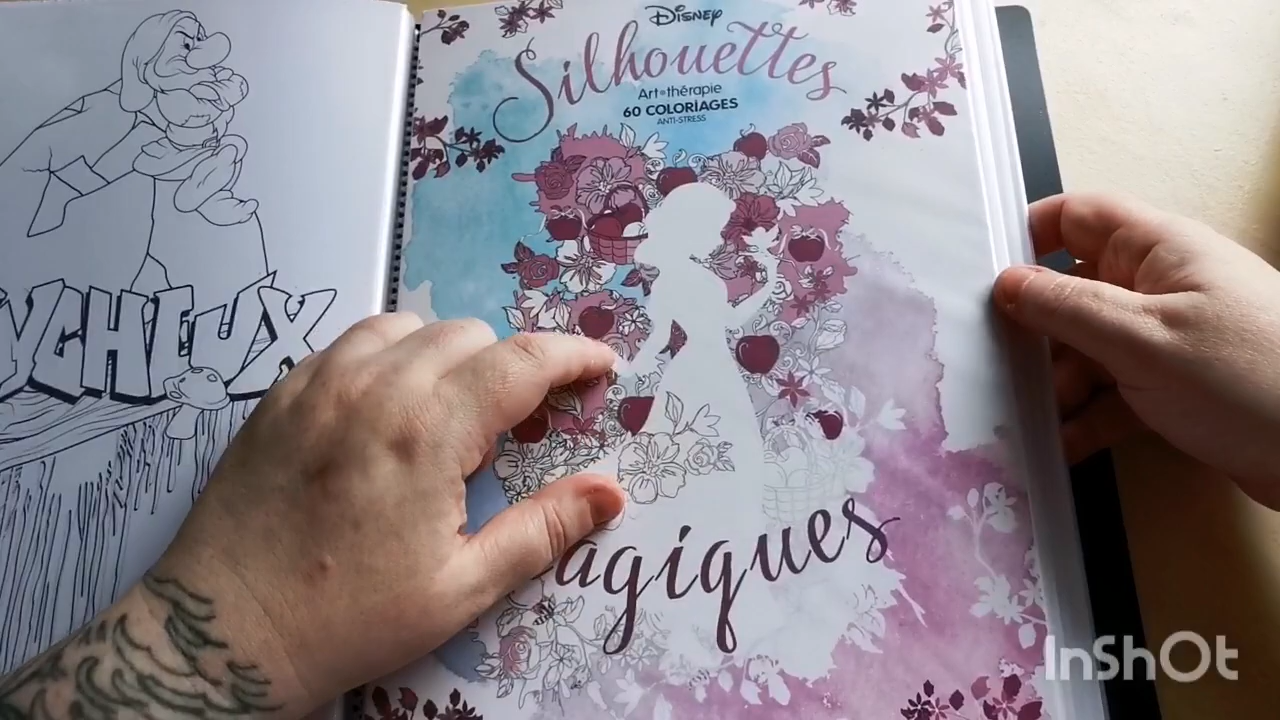 Disney
Silhouettes
Art-thérapie
60 COLORIAGES
ANTI-STRESS
YCHEUX
agiques
InShOt